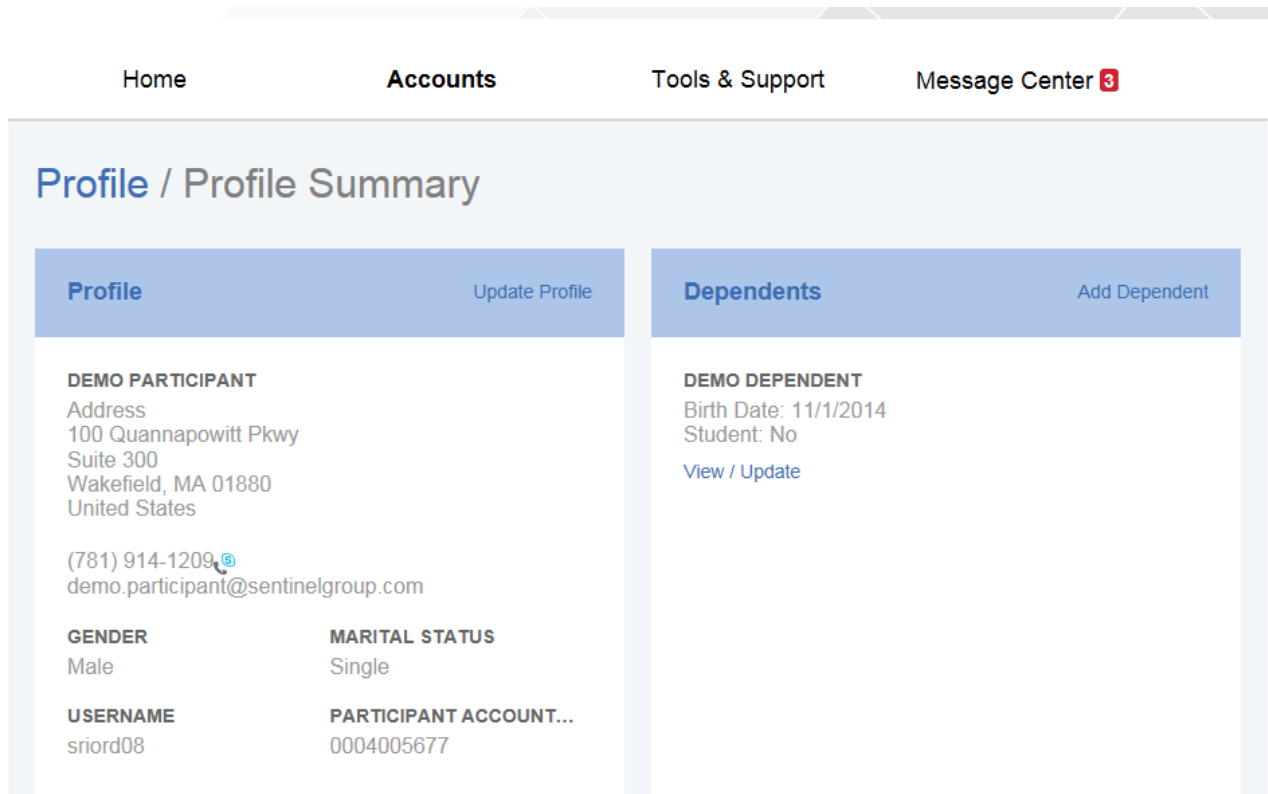 Home Accounts Tools & Support Message Center 3
Profile / Profile Summary
Profile Update Profile
DEMO PARTICIPANT
Address
100 Quannapowitt Pkwy
Suite 300
Wakefield, MA 01880
United States
(781) 914-1209
demo.participant@sentinelgroup.com
GENDER MARITAL STATUS
Male Single
USERNAME PARTICIPANT ACCOUNT...
sriord08 0004005677
Dependents Add Dependent
DEMO DEPENDENT
Birth Date: 11/1/2014
Student: No
View / Update